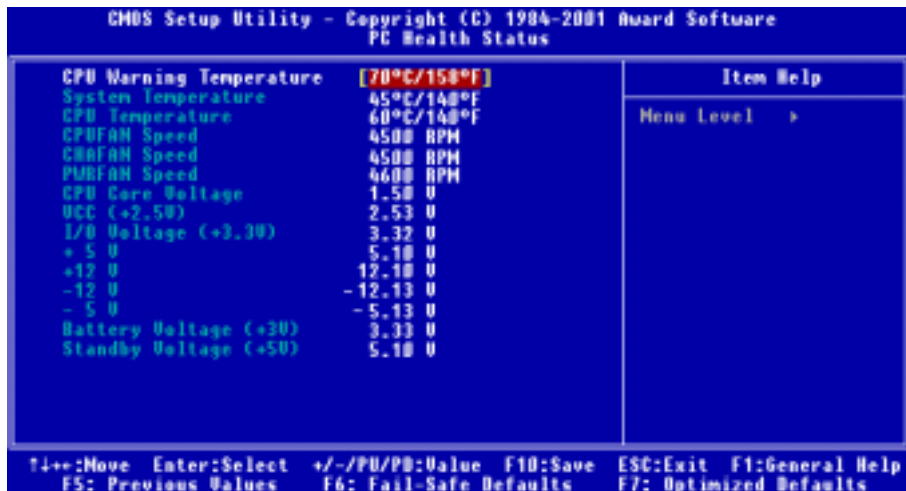 CMOS Setup Utility - Copyright (C) 1984-2001 Award Software
PC Health Status
CPU Warning Temperature [70°C/158°F]
System Temperature 45°C/140°F
CPU Temperature 60°C/140°F
CPUFAN Speed 4500 RPM
CHAFAN Speed 4500 RPM
PWRFAN Speed 4600 RPM
CPU Core Voltage 1.50 V
VCC (+2.5V) 2.53 V
I/O Voltage (+3.3V) 3.32 V
+ 5 V 5.10 V
+12 V 12.10 V
-12 V -12.13 V
- 5 V -5.13 V
Battery Voltage (+3V) 3.33 V
Standby Voltage (+5V) 5.10 V
Item Help
Menu Level ▸
↑↓→←:Move Enter:Select +/-/PU/PD:Value F10:Save ESC:Exit F1:General Help
F5: Previous Values F6: Fail-Safe Defaults F7: Optimized Defaults